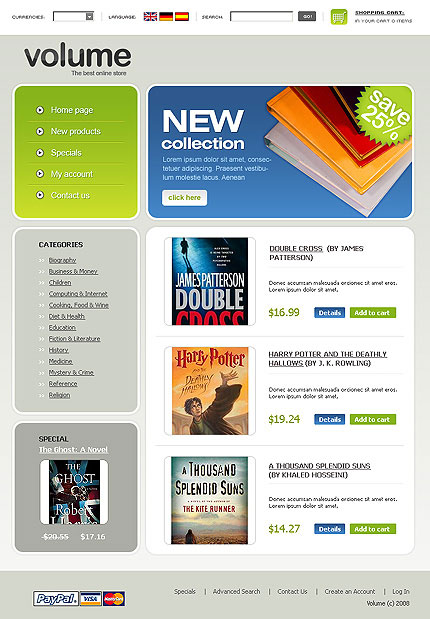 CURRENCIES:
LANGUAGE:
SEARCH:
GO!
SHOPPING CART:
IN YOUR CART 0 ITEMS
volume
The best online store
Home page
New products
Specials
My account
Contact us
NEW
collection
Lorem ipsum dolor sit amet, consec-
tetuer adipiscing. Praesent vestibu-
lum molestie lacus. Aenean
click here
save
25%
CATEGORIES
Biography
Business & Money
Children
Computing & Internet
Cooking, Food & Wine
Diet & Health
Education
Fiction & Literature
History
Medicine
Mystery & Crime
Reference
Religion
SPECIAL
The Ghost: A Novel
THE
GHOST
Robert
$20.55 $17.16
JAMES
PATTERSON
DOUBLE
CROSS
DOUBLE CROSS (BY JAMES
PATTERSON)
Donec accumsan malesuada orcionec sit amet eros.
Lorem ipsum dolor sit amet,
$16.99
Details
Add to cart
Harry Potter
AND THE
DEATHLY
HALLOWS
HARRY POTTER AND THE DEATHLY
HALLOWS (BY J. K. ROWLING)
Donec accumsan malesuada orcionec sit amet eros.
Lorem ipsum dolor sit amet.
$19.24
Details
Add to cart
A THOUSAND
SPLENDID SUNS
THE KITE RUNNER
A THOUSAND SPLENDID SUNS
(BY KHALED HOSSEINI)
Donec accumsan malesuada orcionec sit amet eros.
Lorem ipsum dolor sit amet,
$14.27
Details
Add to cart
PayPal
VISA
MasterCard
Specials | Advanced Search | Contact Us | Create an Account | Log In
Volume (c) 2008